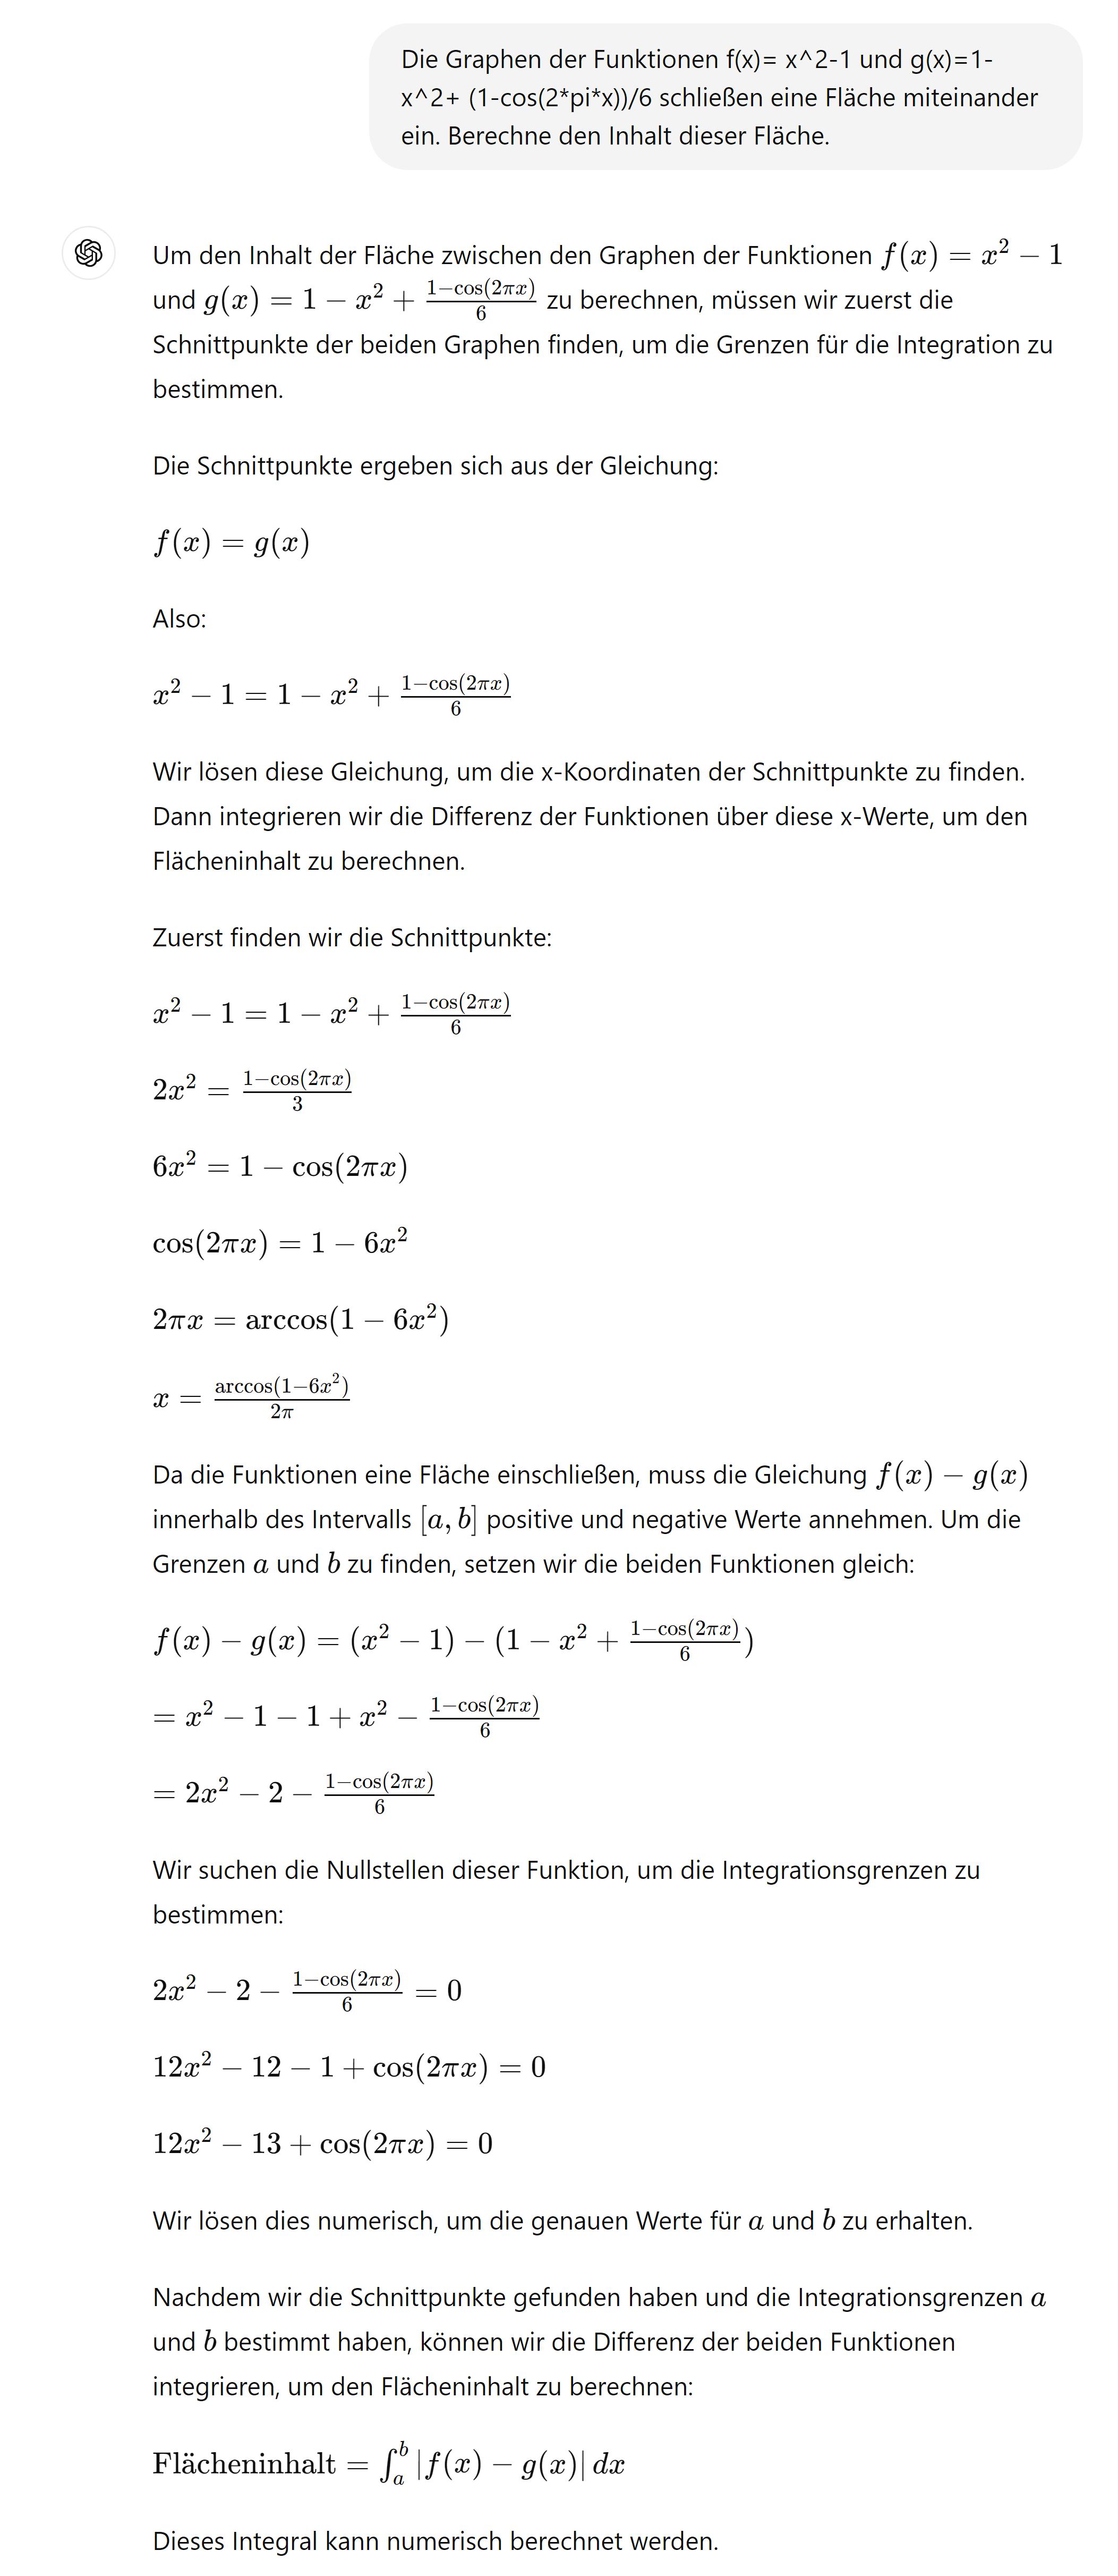 Die Graphen der Funktionen f(x)= x^2-1 und g(x)=1-
x^2+ (1-cos(2*pi*x))/6 schließen eine Fläche miteinander
ein. Berechne den Inhalt dieser Fläche.
Um den Inhalt der Fläche zwischen den Graphen der Funktionen $f(x) = x^2 - 1$
und $g(x) = 1 - x^2 + \frac{1-\cos(2\pi x)}{6}$ zu berechnen, müssen wir zuerst die
Schnittpunkte der beiden Graphen finden, um die Grenzen für die Integration zu
bestimmen.
Die Schnittpunkte ergeben sich aus der Gleichung:
$f(x) = g(x)$
Also:
$x^2 - 1 = 1 - x^2 + \frac{1-\cos(2\pi x)}{6}$
Wir lösen diese Gleichung, um die x-Koordinaten der Schnittpunkte zu finden.
Dann integrieren wir die Differenz der Funktionen über diese x-Werte, um den
Flächeninhalt zu berechnen.
Zuerst finden wir die Schnittpunkte:
$x^2 - 1 = 1 - x^2 + \frac{1-\cos(2\pi x)}{6}$
$2x^2 = \frac{1-\cos(2\pi x)}{3}$
$6x^2 = 1 - \cos(2\pi x)$
$\cos(2\pi x) = 1 - 6x^2$
$2\pi x = \arccos(1 - 6x^2)$
$x = \frac{\arccos(1-6x^2)}{2\pi}$
Da die Funktionen eine Fläche einschließen, muss die Gleichung $f(x) - g(x)$
innerhalb des Intervalls $[a, b]$ positive und negative Werte annehmen. Um die
Grenzen $a$ und $b$ zu finden, setzen wir die beiden Funktionen gleich:
$f(x) - g(x) = (x^2 - 1) - (1 - x^2 + \frac{1-\cos(2\pi x)}{6})$
$= x^2 - 1 - 1 + x^2 - \frac{1-\cos(2\pi x)}{6}$
$= 2x^2 - 2 - \frac{1-\cos(2\pi x)}{6}$
Wir suchen die Nullstellen dieser Funktion, um die Integrationsgrenzen zu
bestimmen:
$2x^2 - 2 - \frac{1-\cos(2\pi x)}{6} = 0$
$12x^2 - 12 - 1 + \cos(2\pi x) = 0$
$12x^2 - 13 + \cos(2\pi x) = 0$
Wir lösen dies numerisch, um die genauen Werte für $a$ und $b$ zu erhalten.
Nachdem wir die Schnittpunkte gefunden haben und die Integrationsgrenzen $a$
und $b$ bestimmt haben, können wir die Differenz der beiden Funktionen
integrieren, um den Flächeninhalt zu berechnen:
$\text{Flächeninhalt} = \int_a^b |f(x) - g(x)| \, dx$
Dieses Integral kann numerisch berechnet werden.